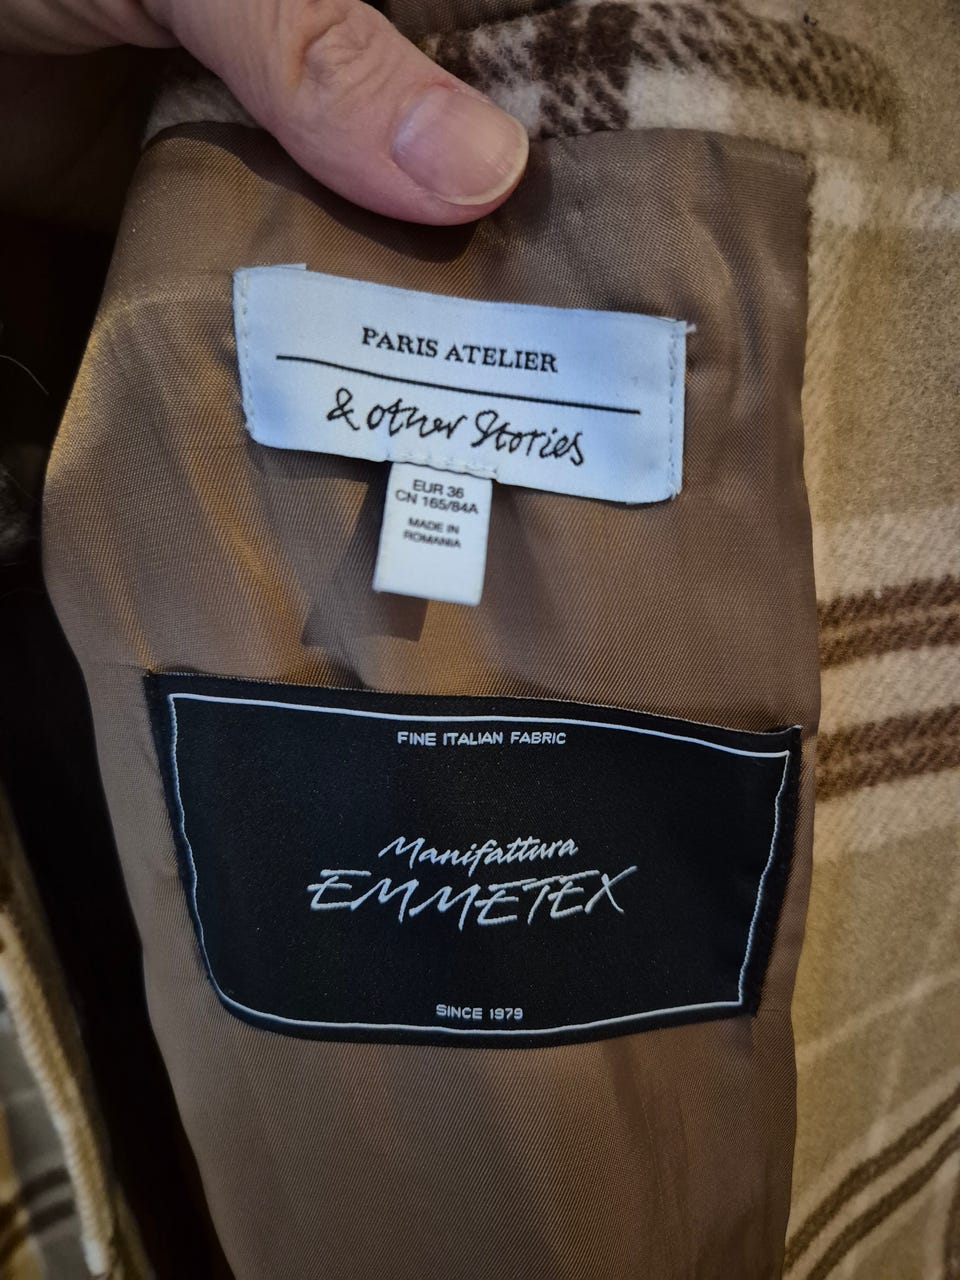 PARIS ATELIER
& other Stories
EUR 36
CN 165/84A
MADE IN
ROMANIA
FINE ITALIAN FABRIC
Manifattura
EMMETEX
SINCE 1979